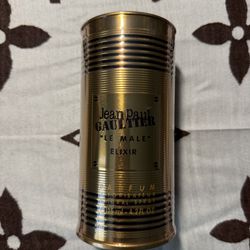 Jean Paul
GAULTIER
"LE MALE"
ELIXIR
PARFUM